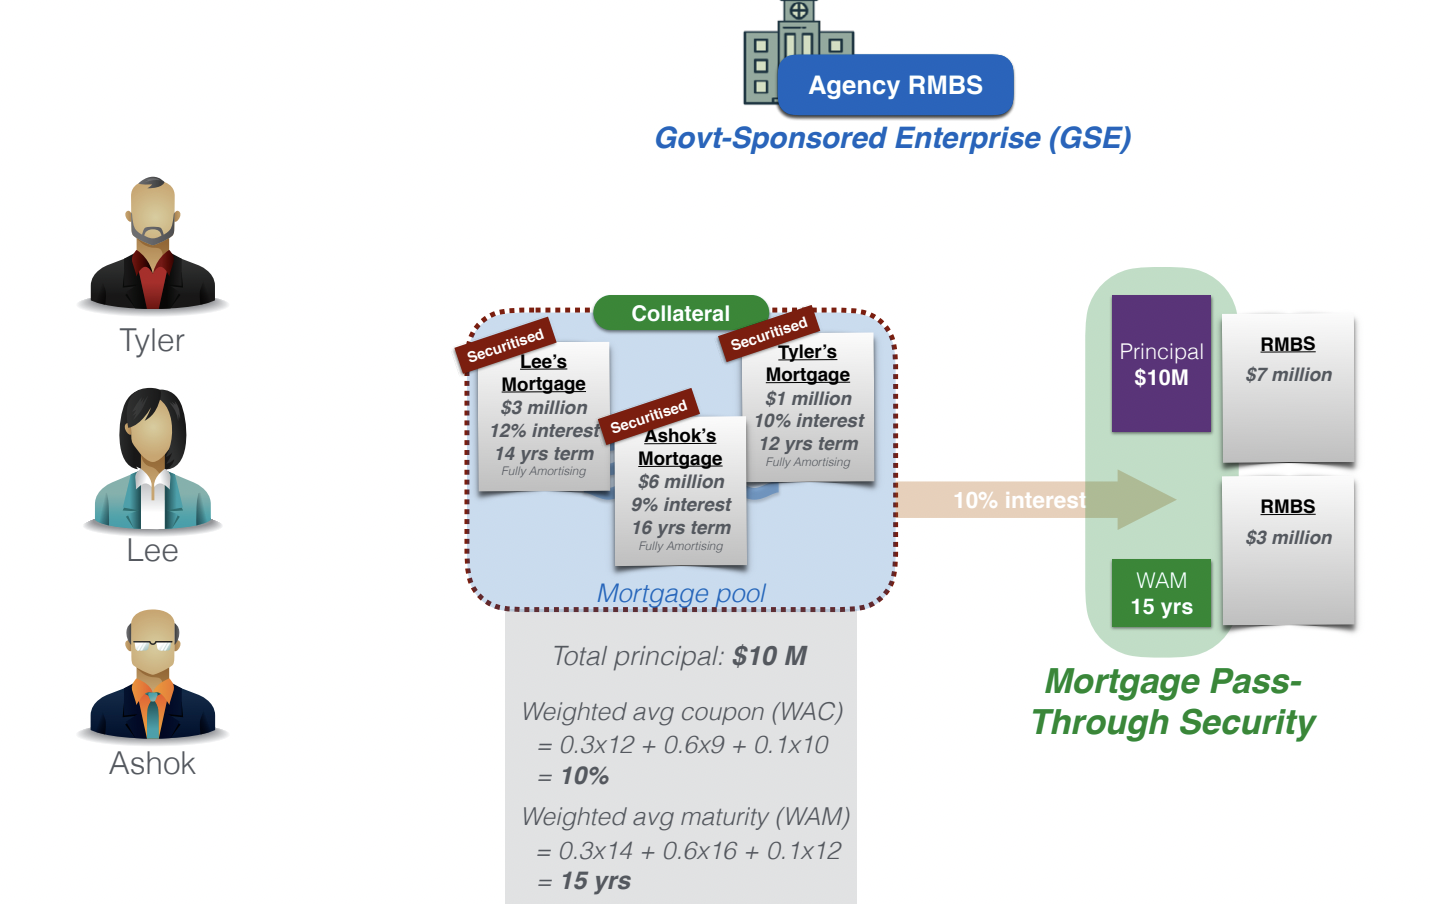 Agency RMBS
Govt-Sponsored Enterprise (GSE)
Tyler
Lee
Ashok
Collateral
Securitised
Lee's
Mortgage
$3 million
12% interest
14 yrs term
Fully Amortising
Securitised
Ashok's
Mortgage
$6 million
9% interest
16 yrs term
Fully Amortising
Securitised
Tyler's
Mortgage
$1 million
10% interest
12 yrs term
Fully Amortising
Mortgage pool
Total principal: $10 M
Weighted avg coupon (WAC)
= 0.3x12 + 0.6x9 + 0.1x10
= 10%
Weighted avg maturity (WAM)
= 0.3x14 + 0.6x16 + 0.1x12
= 15 yrs
10% interest
Principal
$10M
WAM
15 yrs
RMBS
$7 million
RMBS
$3 million
Mortgage Pass-
Through Security